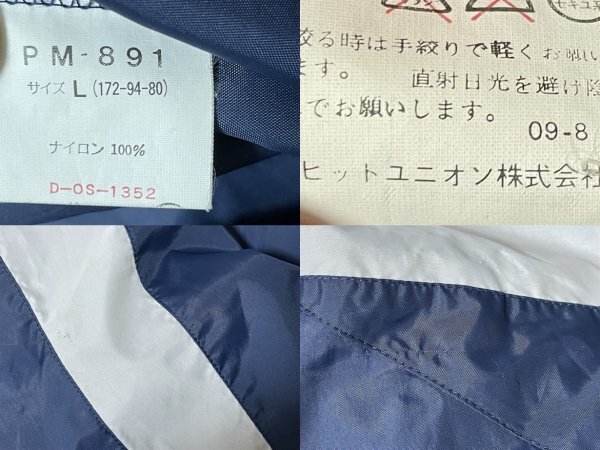 PM-891
サイズ L (172-94-80)
ナイロン 100%
D-OS-1352
絞る時は手絞りで軽くお願い
ます。 直射日光を避け陰
でお願いします。
09-8
ヒットユニオン株式会